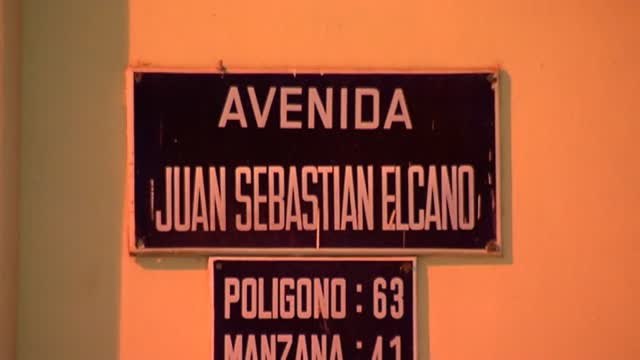 AVENIDA
JUAN SEBASTIAN ELCANO
POLIGONO : 63
MANZANA : 41